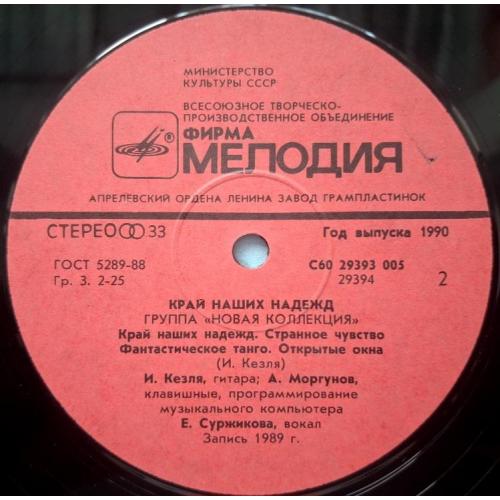 МИНИСТЕРСТВО
КУЛЬТУРЫ СССР
ВСЕСОЮЗНОЕ ТВОРЧЕСКО-
ПРОИЗВОДСТВЕННОЕ ОБЪЕДИНЕНИЕ
ФИРМА
® МЕЛОДИЯ
АПРЕЛЕВСКИЙ ОРДЕНА ЛЕНИНА ЗАВОД ГРАМПЛАСТИНОК
СТЕРЕО 33 Год выпуска 1990
ГОСТ 5289-88 С60 29393 005
Гр. 3. 2-25 29394 2
КРАЙ НАШИХ НАДЕЖД
ГРУППА «НОВАЯ КОЛЛЕКЦИЯ»
Край наших надежд. Странное чувство
Фантастическое танго. Открытые окна
(И. Кезля)
И. Кезля, гитара; А. Моргунов,
клавишные, программирование
музыкального компьютера
Е. Суржикова, вокал
Запись 1989 г.